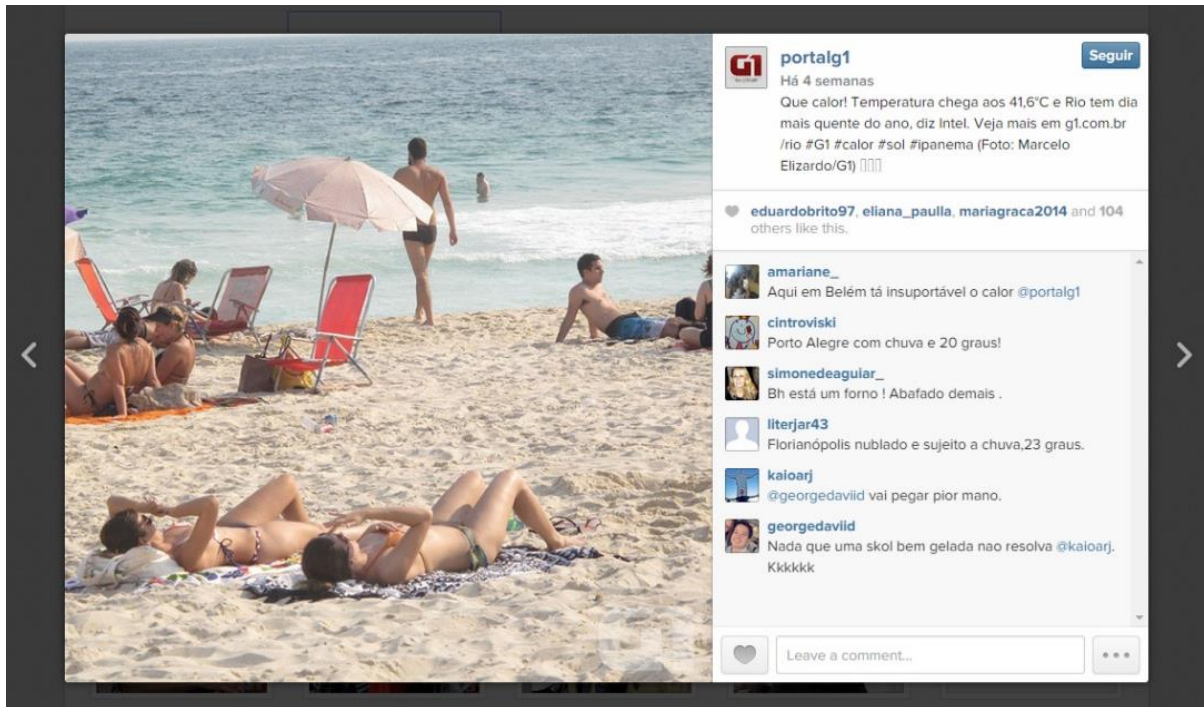 G1
portalg1
Seguir
Há 4 semanas
Que calor! Temperatura chega aos 41,6°C e Rio tem dia
mais quente do ano, diz Intel. Veja mais em g1.com.br
/rio #G1 #calor #sol #ipanema (Foto: Marcelo
Elizardo/G1)
eduardobrito97, eliana_paulla, mariagraca2014 and 104
others like this.
amariane_
Aqui em Belém tá insuportável o calor @portalg1
cintroviski
Porto Alegre com chuva e 20 graus!
simonedeaguiar_
Bh está um forno ! Abafado demais .
literjar43
Florianópolis nublado e sujeito a chuva,23 graus.
kaioarj
@georgedaviid vai pegar pior mano.
georgedaviid
Nada que uma skol bem gelada nao resolva @kaioarj.
Kkkkkk
Leave a comment...
G1